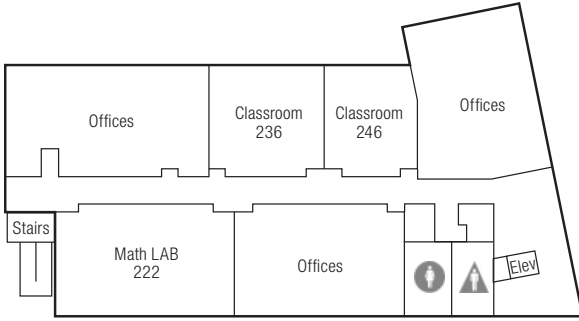 Offices
Classroom
236
Classroom
246
Offices
Stairs
Math LAB
222
Offices
Elev